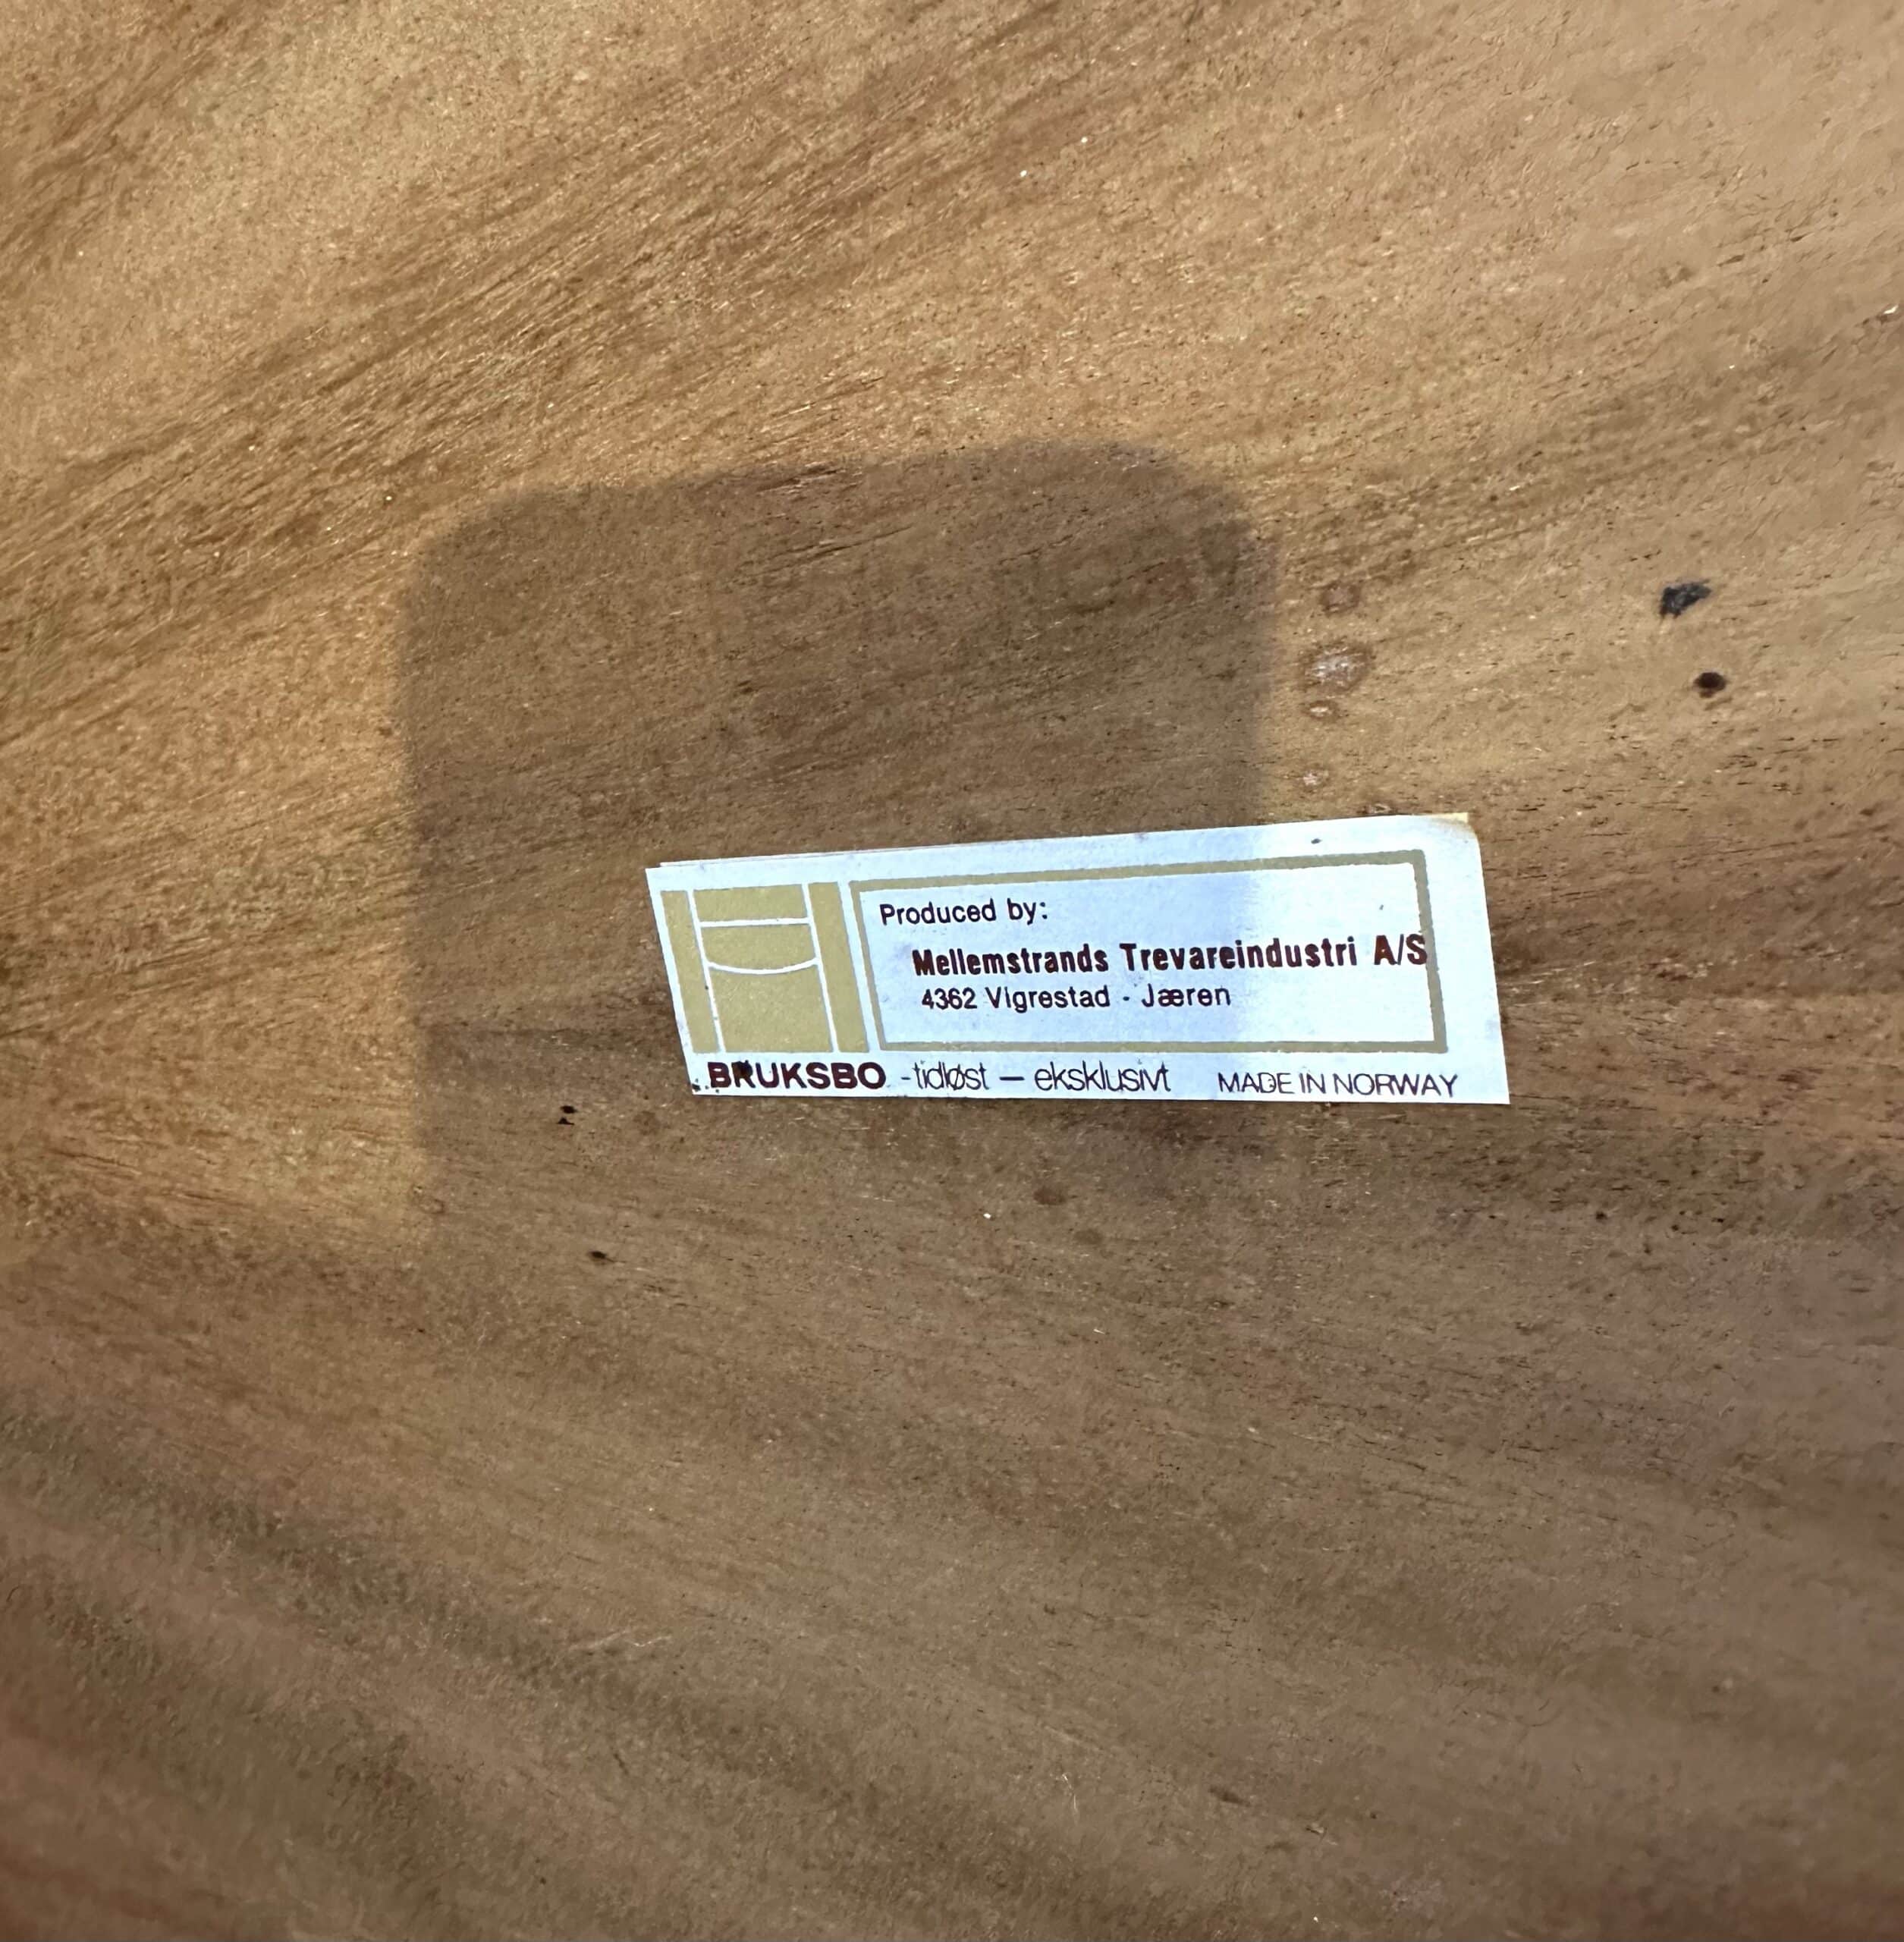 Produced by:
Mellemstrands Trevareindustri A/S
4362 Vigrestad - Jæren
BRUKSBO - tidløst — eksklusivt MADE IN NORWAY